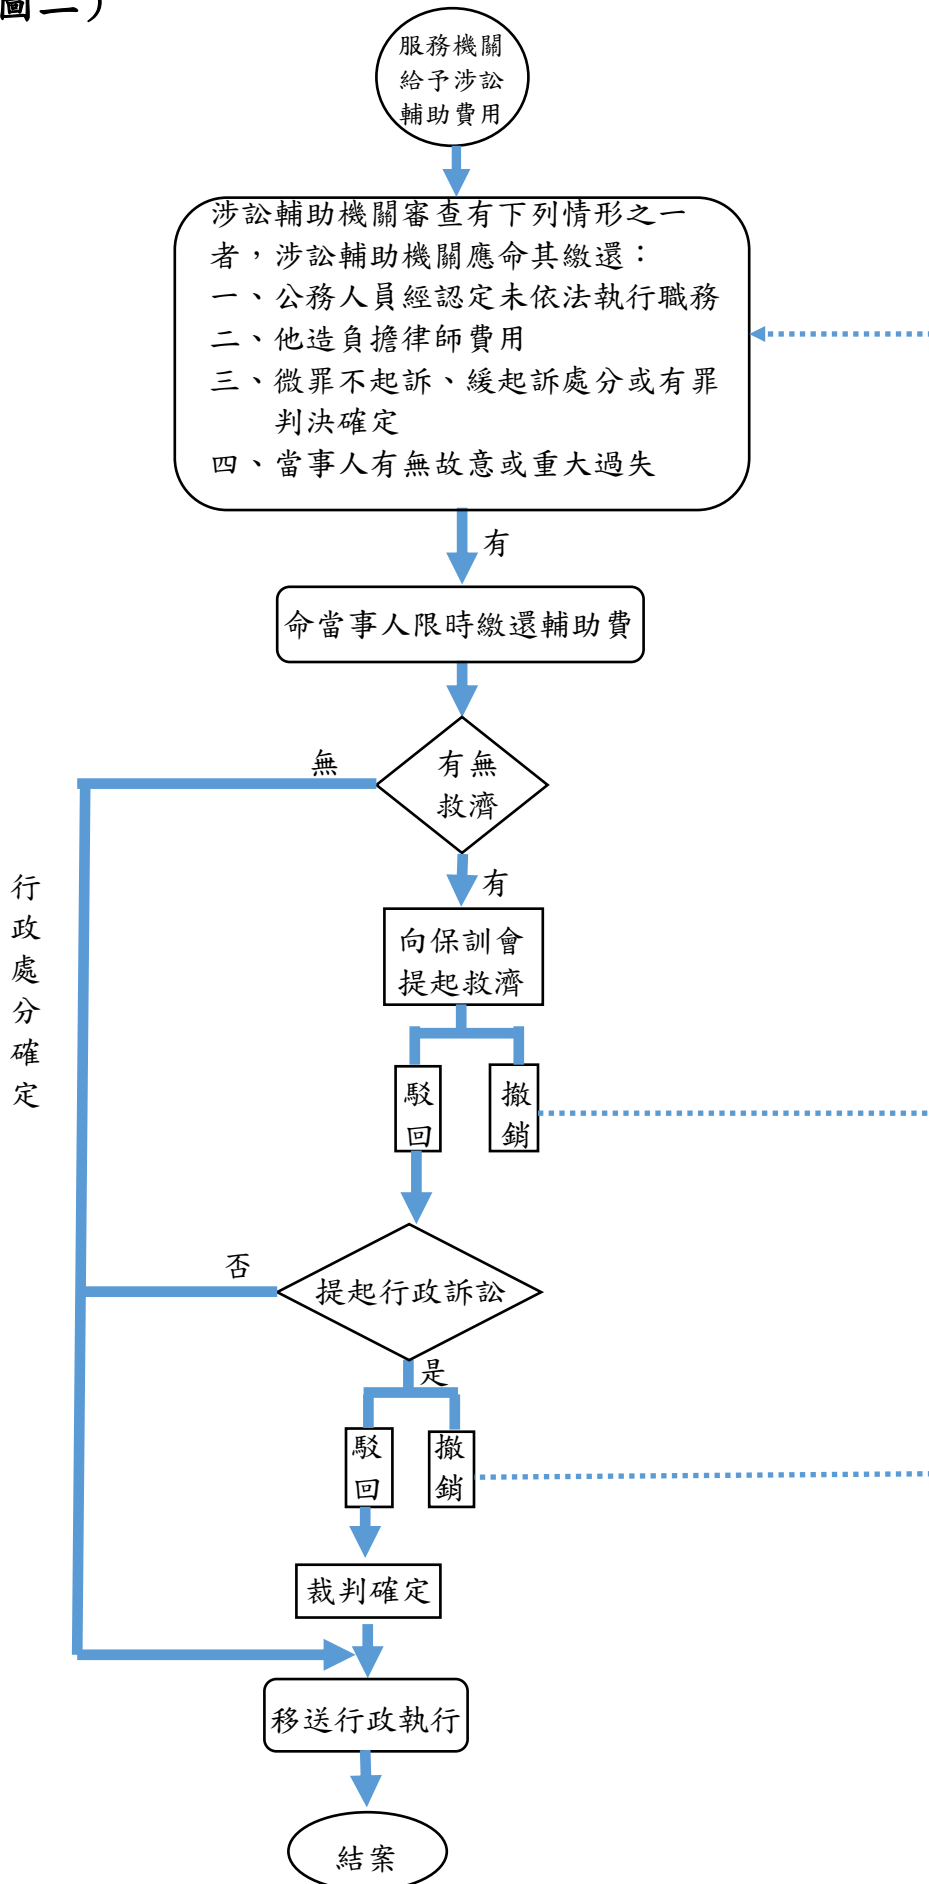 圖二）
服務機關
給予涉訟
輔助費用
涉訟輔助機關審查有下列情形之一
者，涉訟輔助機關應命其繳還：
一、公務人員經認定未依法執行職務
二、他造負擔律師費用
三、微罪不起訴、緩起訴處分或有罪
判決確定
四、當事人有無故意或重大過失
有
命當事人限時繳還輔助費
有無
救濟
無
有
行
政
處
分
確
定
向保訓會
提起救濟
駁
回
撤
銷
提起行政訴訟
否
是
駁
回
撤
銷
裁判確定
移送行政執行
結案